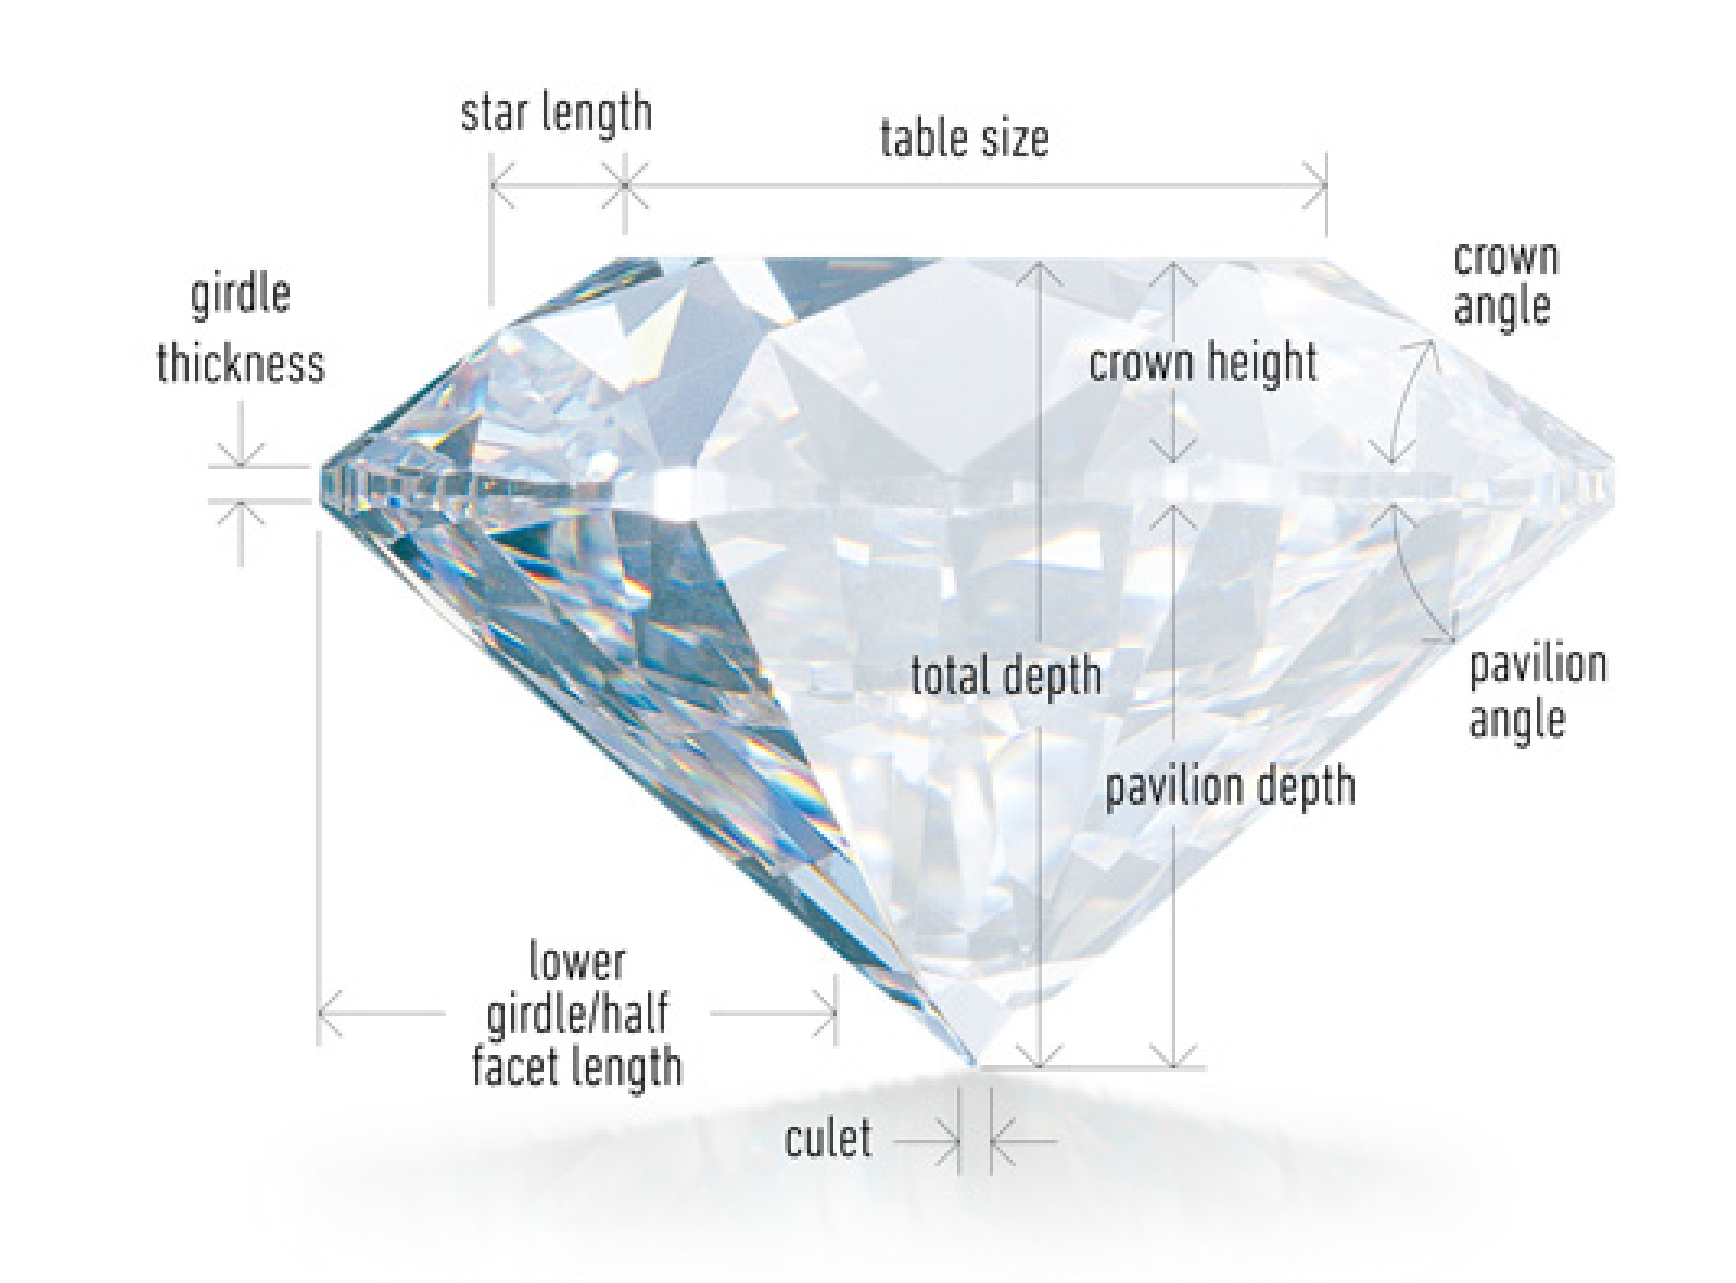 star length
table size
crown
angle
girdle
thickness
crown height
total depth
pavilion
angle
pavilion depth
lower
girdle/half
facet length
culet